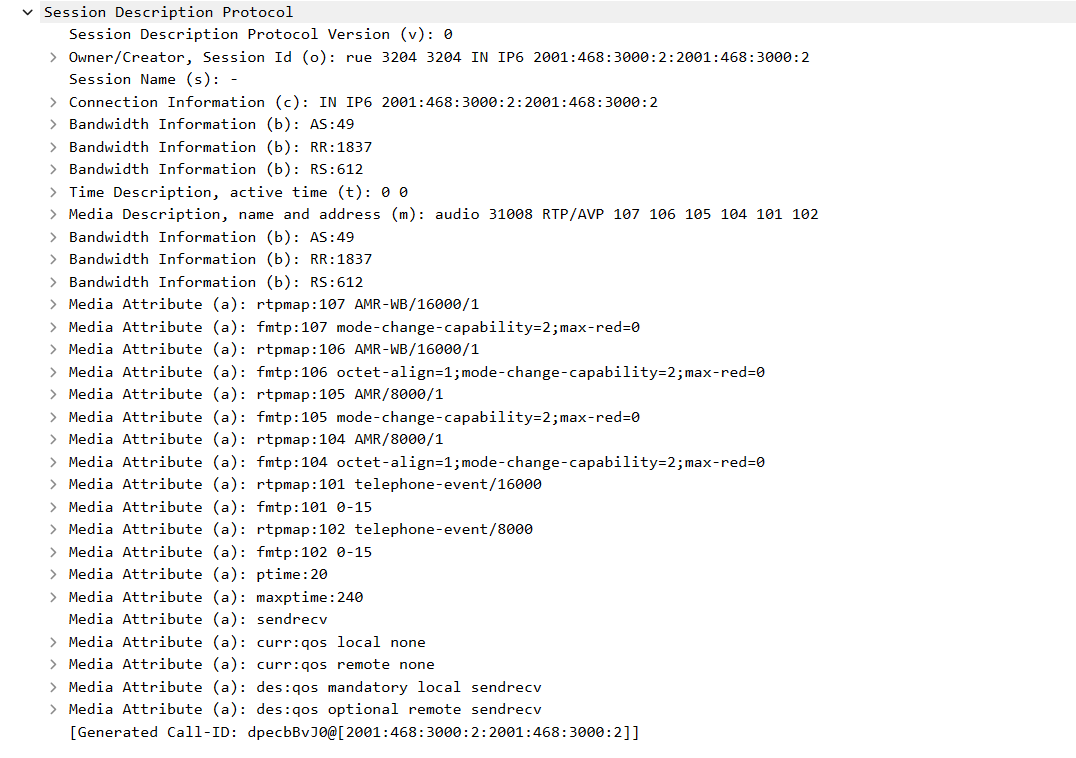 Session Description Protocol
Session Description Protocol Version (v): 0
Owner/Creator, Session Id (o): rue 3204 3204 IN IP6 2001:468:3000:2:2001:468:3000:2
Session Name (s): -
Connection Information (c): IN IP6 2001:468:3000:2:2001:468:3000:2
Bandwidth Information (b): AS:49
Bandwidth Information (b): RR:1837
Bandwidth Information (b): RS:612
Time Description, active time (t): 0 0
Media Description, name and address (m): audio 31008 RTP/AVP 107 106 105 104 101 102
Bandwidth Information (b): AS:49
Bandwidth Information (b): RR:1837
Bandwidth Information (b): RS:612
Media Attribute (a): rtpmap:107 AMR-WB/16000/1
Media Attribute (a): fmtp:107 mode-change-capability=2;max-red=0
Media Attribute (a): rtpmap:106 AMR-WB/16000/1
Media Attribute (a): fmtp:106 octet-align=1;mode-change-capability=2;max-red=0
Media Attribute (a): rtpmap:105 AMR/8000/1
Media Attribute (a): fmtp:105 mode-change-capability=2;max-red=0
Media Attribute (a): rtpmap:104 AMR/8000/1
Media Attribute (a): fmtp:104 octet-align=1;mode-change-capability=2;max-red=0
Media Attribute (a): rtpmap:101 telephone-event/16000
Media Attribute (a): fmtp:101 0-15
Media Attribute (a): rtpmap:102 telephone-event/8000
Media Attribute (a): fmtp:102 0-15
Media Attribute (a): ptime:20
Media Attribute (a): maxptime:240
Media Attribute (a): sendrecv
Media Attribute (a): curr:qos local none
Media Attribute (a): curr:qos remote none
Media Attribute (a): des:qos mandatory local sendrecv
Media Attribute (a): des:qos optional remote sendrecv
[Generated Call-ID: dpecbBvJ0@[2001:468:3000:2:2001:468:3000:2]]